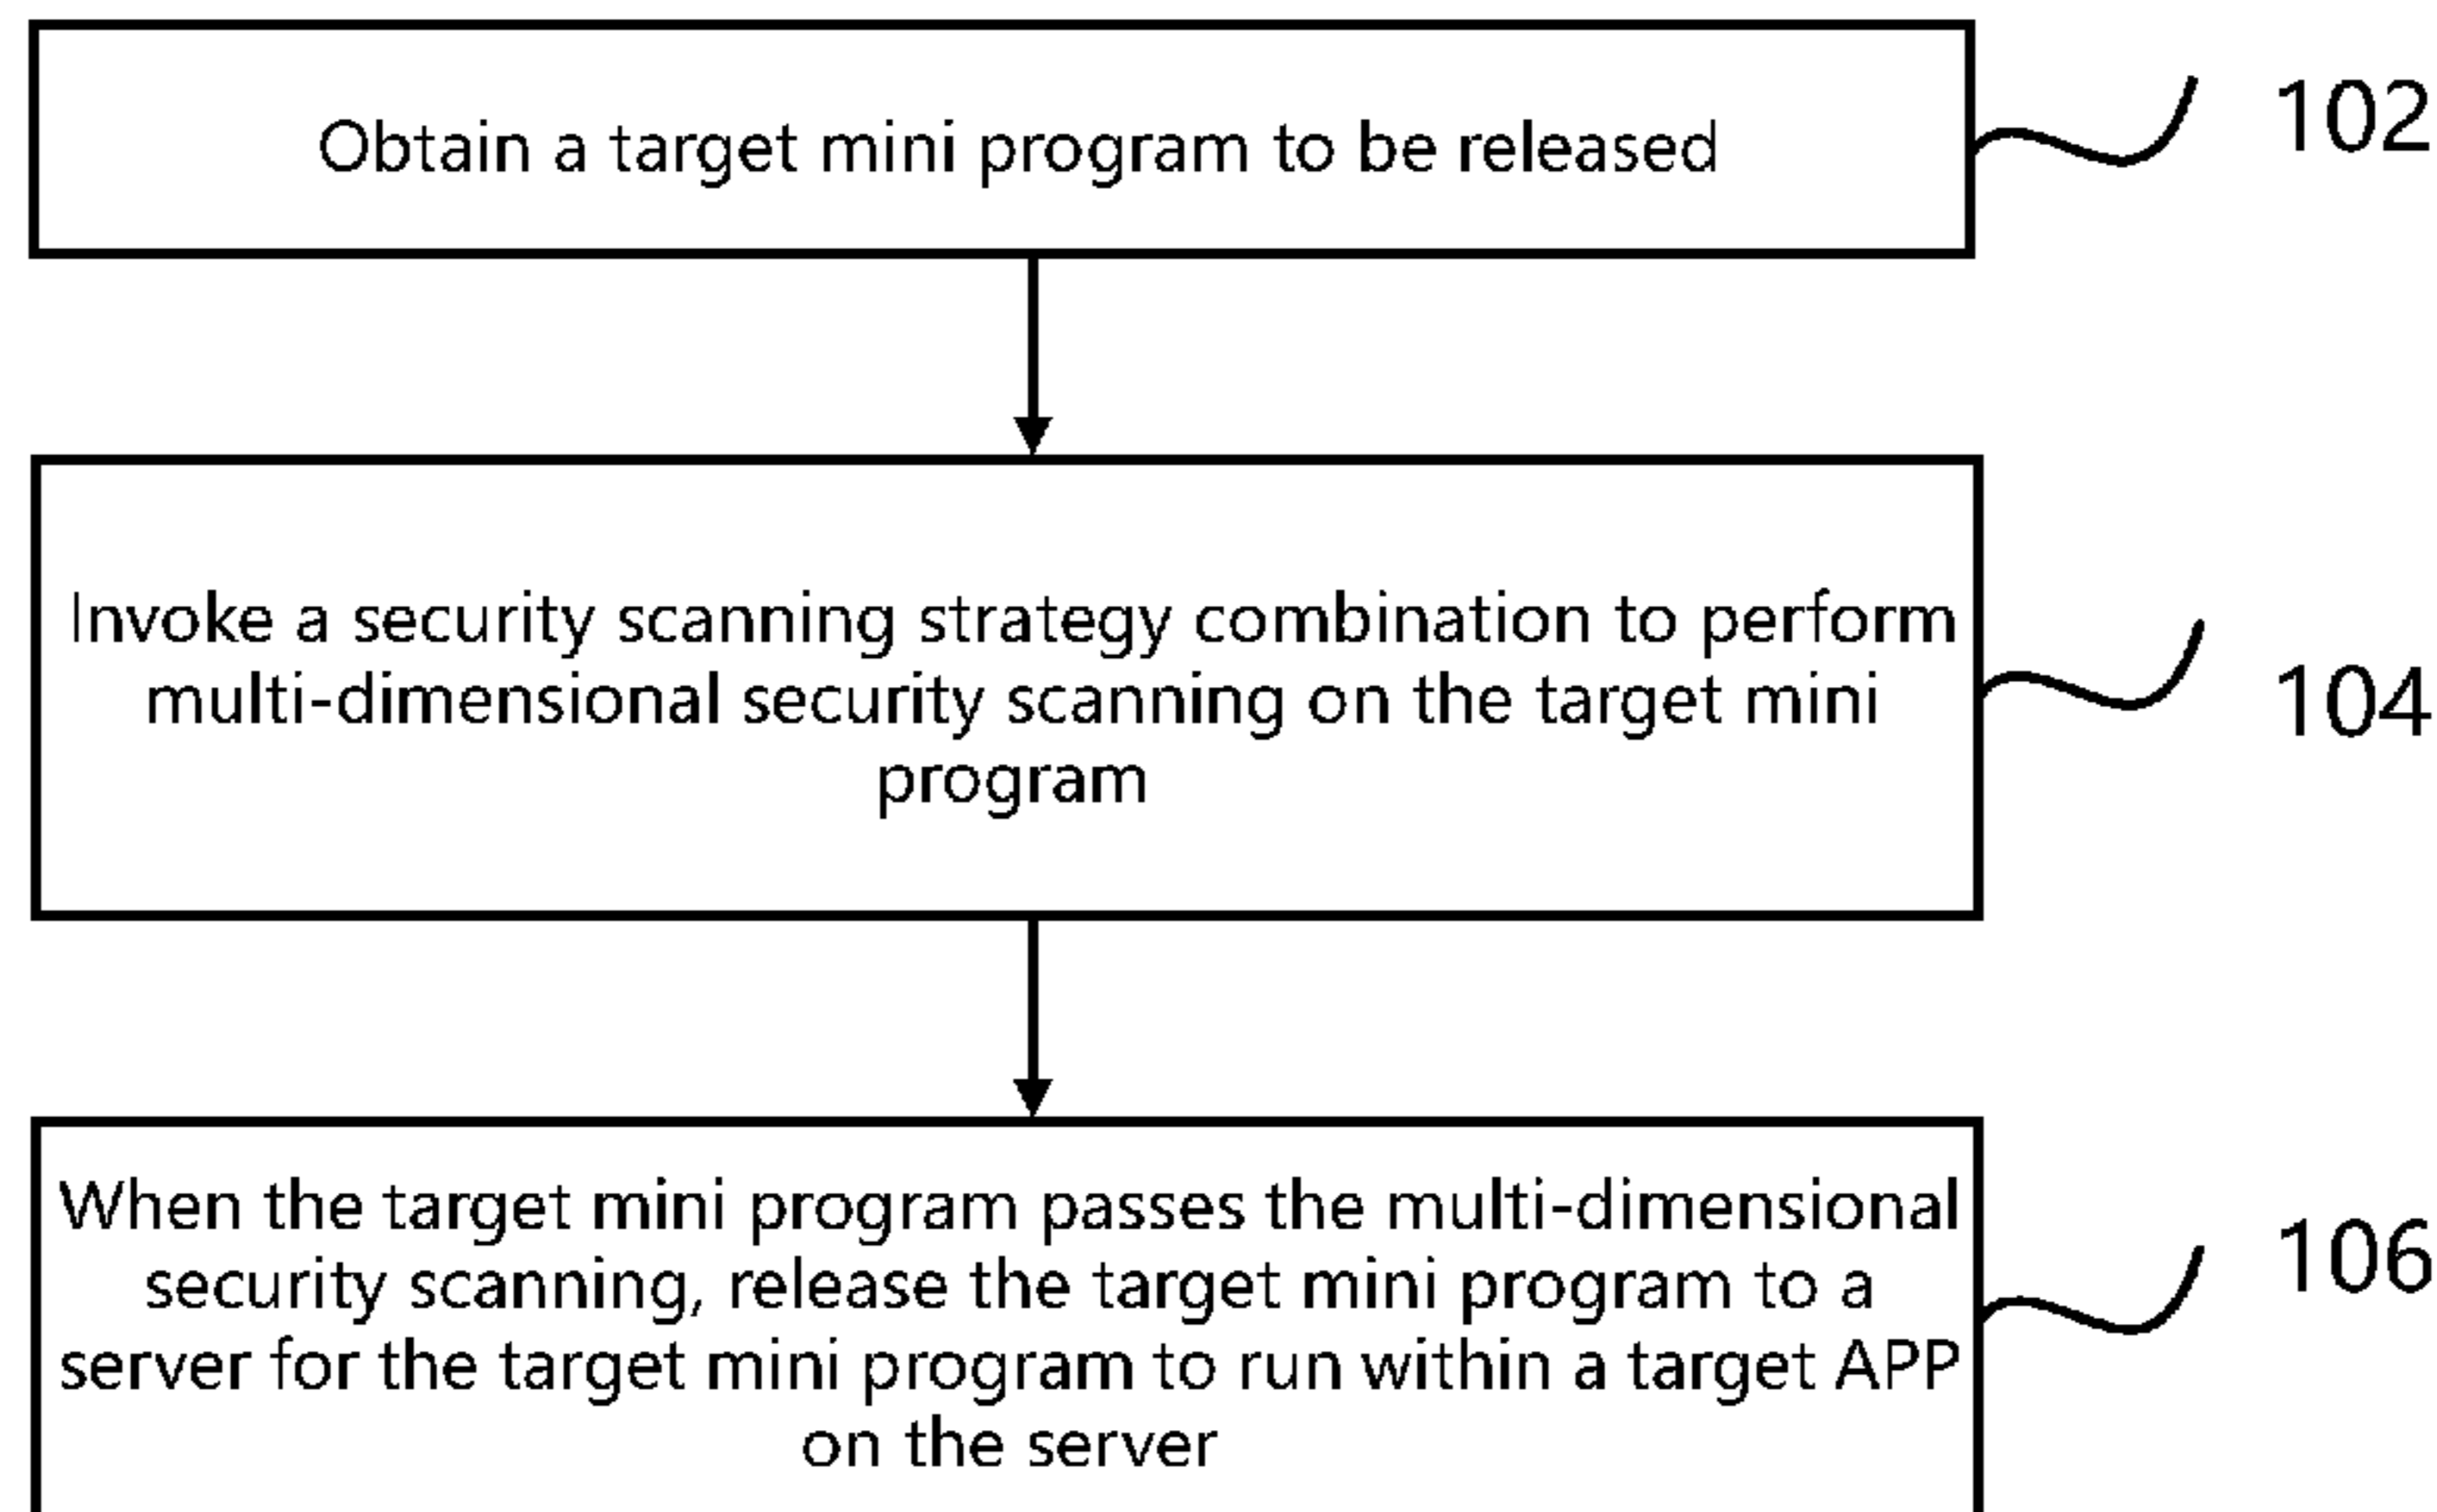 Obtain a target mini program to be released
102
Invoke a security scanning strategy combination to perform
multi-dimensional security scanning on the target mini
program
104
When the target mini program passes the multi-dimensional
security scanning, release the target mini program to a
server for the target mini program to run within a target APP
on the server
106